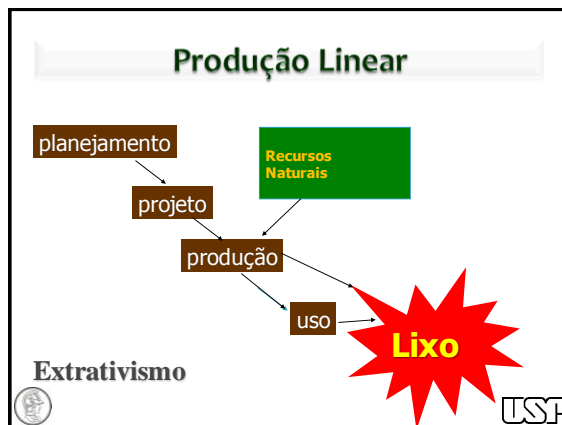 Produção Linear
planejamento
Recursos
Naturais
projeto
produção
uso
Lixo
Extrativismo
USP